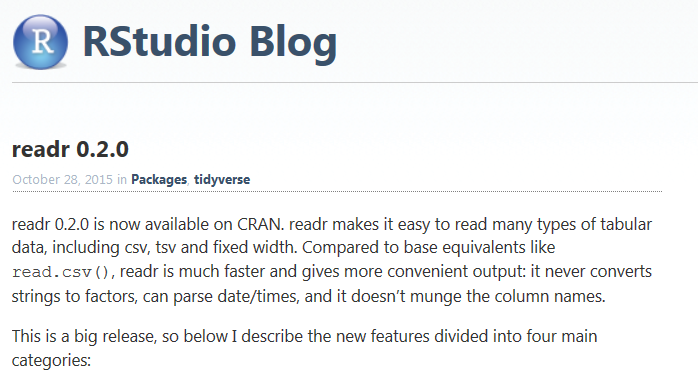 R RStudio Blog
readr 0.2.0
October 28, 2015 in Packages, tidyverse
readr 0.2.0 is now available on CRAN. readr makes it easy to read many types of tabular
data, including csv, tsv and fixed width. Compared to base equivalents like
read.csv(), readr is much faster and gives more convenient output: it never converts
strings to factors, can parse date/times, and it doesn’t munge the column names.
This is a big release, so below I describe the new features divided into four main
categories: